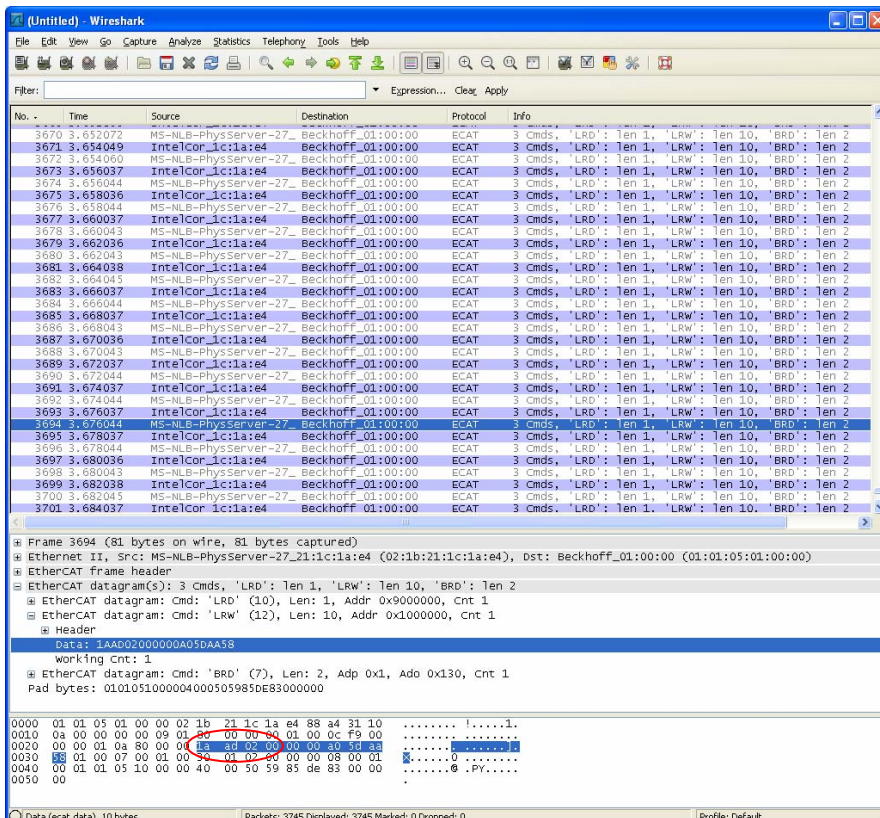 (Untitled) - Wireshark
File Edit View Go Capture Analyze Statistics Telephony Tools Help
Filter: Expression... Clear Apply
No. - Time Source Destination Protocol Info
3670 3.652072 MS-NLB-PhysServer-27_ Beckhoff_01:00:00 ECAT 3 Cmds, 'LRD': len 1, 'LRW': len 10, 'BRD': len 2
3671 3.654049 IntelCor_1c:1a:e4 Beckhoff_01:00:00 ECAT 3 Cmds, 'LRD': len 1, 'LRW': len 10, 'BRD': len 2
3672 3.654060 MS-NLB-PhysServer-27_ Beckhoff_01:00:00 ECAT 3 Cmds, 'LRD': len 1, 'LRW': len 10, 'BRD': len 2
3673 3.656037 IntelCor_1c:1a:e4 Beckhoff_01:00:00 ECAT 3 Cmds, 'LRD': len 1, 'LRW': len 10, 'BRD': len 2
3674 3.656044 MS-NLB-PhysServer-27_ Beckhoff_01:00:00 ECAT 3 Cmds, 'LRD': len 1, 'LRW': len 10, 'BRD': len 2
3675 3.658036 IntelCor_1c:1a:e4 Beckhoff_01:00:00 ECAT 3 Cmds, 'LRD': len 1, 'LRW': len 10, 'BRD': len 2
3676 3.658044 MS-NLB-PhysServer-27_ Beckhoff_01:00:00 ECAT 3 Cmds, 'LRD': len 1, 'LRW': len 10, 'BRD': len 2
3677 3.660037 IntelCor_1c:1a:e4 Beckhoff_01:00:00 ECAT 3 Cmds, 'LRD': len 1, 'LRW': len 10, 'BRD': len 2
3678 3.660043 MS-NLB-PhysServer-27_ Beckhoff_01:00:00 ECAT 3 Cmds, 'LRD': len 1, 'LRW': len 10, 'BRD': len 2
3679 3.662036 IntelCor_1c:1a:e4 Beckhoff_01:00:00 ECAT 3 Cmds, 'LRD': len 1, 'LRW': len 10, 'BRD': len 2
3680 3.662043 MS-NLB-PhysServer-27_ Beckhoff_01:00:00 ECAT 3 Cmds, 'LRD': len 1, 'LRW': len 10, 'BRD': len 2
3681 3.664038 IntelCor_1c:1a:e4 Beckhoff_01:00:00 ECAT 3 Cmds, 'LRD': len 1, 'LRW': len 10, 'BRD': len 2
3682 3.664045 MS-NLB-PhysServer-27_ Beckhoff_01:00:00 ECAT 3 Cmds, 'LRD': len 1, 'LRW': len 10, 'BRD': len 2
3683 3.666037 IntelCor_1c:1a:e4 Beckhoff_01:00:00 ECAT 3 Cmds, 'LRD': len 1, 'LRW': len 10, 'BRD': len 2
3684 3.666044 MS-NLB-PhysServer-27_ Beckhoff_01:00:00 ECAT 3 Cmds, 'LRD': len 1, 'LRW': len 10, 'BRD': len 2
3685 3.668037 IntelCor_1c:1a:e4 Beckhoff_01:00:00 ECAT 3 Cmds, 'LRD': len 1, 'LRW': len 10, 'BRD': len 2
3686 3.668043 MS-NLB-PhysServer-27_ Beckhoff_01:00:00 ECAT 3 Cmds, 'LRD': len 1, 'LRW': len 10, 'BRD': len 2
3687 3.670036 IntelCor_1c:1a:e4 Beckhoff_01:00:00 ECAT 3 Cmds, 'LRD': len 1, 'LRW': len 10, 'BRD': len 2
3688 3.670043 MS-NLB-PhysServer-27_ Beckhoff_01:00:00 ECAT 3 Cmds, 'LRD': len 1, 'LRW': len 10, 'BRD': len 2
3689 3.672037 IntelCor_1c:1a:e4 Beckhoff_01:00:00 ECAT 3 Cmds, 'LRD': len 1, 'LRW': len 10, 'BRD': len 2
3690 3.672044 MS-NLB-PhysServer-27_ Beckhoff_01:00:00 ECAT 3 Cmds, 'LRD': len 1, 'LRW': len 10, 'BRD': len 2
3691 3.674037 IntelCor_1c:1a:e4 Beckhoff_01:00:00 ECAT 3 Cmds, 'LRD': len 1, 'LRW': len 10, 'BRD': len 2
3692 3.674044 MS-NLB-PhysServer-27_ Beckhoff_01:00:00 ECAT 3 Cmds, 'LRD': len 1, 'LRW': len 10, 'BRD': len 2
3693 3.676037 IntelCor_1c:1a:e4 Beckhoff_01:00:00 ECAT 3 Cmds, 'LRD': len 1, 'LRW': len 10, 'BRD': len 2
3694 3.676044 MS-NLB-PhysServer-27_ Beckhoff_01:00:00 ECAT 3 Cmds, 'LRD': len 1, 'LRW': len 10, 'BRD': len 2
3695 3.678037 IntelCor_1c:1a:e4 Beckhoff_01:00:00 ECAT 3 Cmds, 'LRD': len 1, 'LRW': len 10, 'BRD': len 2
3696 3.678044 MS-NLB-PhysServer-27_ Beckhoff_01:00:00 ECAT 3 Cmds, 'LRD': len 1, 'LRW': len 10, 'BRD': len 2
3697 3.680036 IntelCor_1c:1a:e4 Beckhoff_01:00:00 ECAT 3 Cmds, 'LRD': len 1, 'LRW': len 10, 'BRD': len 2
3698 3.680043 MS-NLB-PhysServer-27_ Beckhoff_01:00:00 ECAT 3 Cmds, 'LRD': len 1, 'LRW': len 10, 'BRD': len 2
3699 3.682038 IntelCor_1c:1a:e4 Beckhoff_01:00:00 ECAT 3 Cmds, 'LRD': len 1, 'LRW': len 10, 'BRD': len 2
3700 3.682045 MS-NLB-PhysServer-27_ Beckhoff_01:00:00 ECAT 3 Cmds, 'LRD': len 1, 'LRW': len 10, 'BRD': len 2
3701 3.684037 IntelCor 1c:1a:e4 Beckhoff 01:00:00 ECAT 3 Cmds, 'LRD': len 1, 'LRW': len 10, 'BRD': len 2
Frame 3694 (81 bytes on wire, 81 bytes captured)
Ethernet II, Src: MS-NLB-PhysServer-27_21:1c:1a:e4 (02:1b:21:1c:1a:e4), Dst: Beckhoff_01:00:00 (01:01:05:01:00:00)
EtherCAT frame header
EtherCAT datagram(s): 3 Cmds, 'LRD': len 1, 'LRW': len 10, 'BRD': len 2
EtherCAT datagram: Cmd: 'LRD' (10), Len: 1, Addr 0x9000000, Cnt 1
EtherCAT datagram: Cmd: 'LRW' (12), Len: 10, Addr 0x1000000, Cnt 1
Header
Data: 1AAD02000000A05DAA58
Working Cnt: 1
EtherCAT datagram: Cmd: 'BRD' (7), Len: 2, Adp 0x1, Ado 0x130, Cnt 1
Pad bytes: 0101051000004000505985DE83000000
0000 01 01 05 01 00 00 02 1b 21 1c 1a e4 88 a4 31 10 ........ !.....1.
0010 0a 00 00 00 00 09 01 80 00 00 00 01 00 0c f9 00 ........ ........
0020 00 00 01 0a 80 00 00 1a ad 02 00 00 00 a0 5d aa ........ ......].
0030 58 01 00 07 00 01 00 30 01 02 00 00 00 08 00 01 X......0 ........
0040 00 01 01 05 10 00 00 40 00 50 59 85 de 83 00 00 .......@ .PY.....
0050 00 .
Data (ecat.data), 10 bytes Packets: 3745 Displayed: 3745 Marked: 0 Dropped: 0 Profile: Default